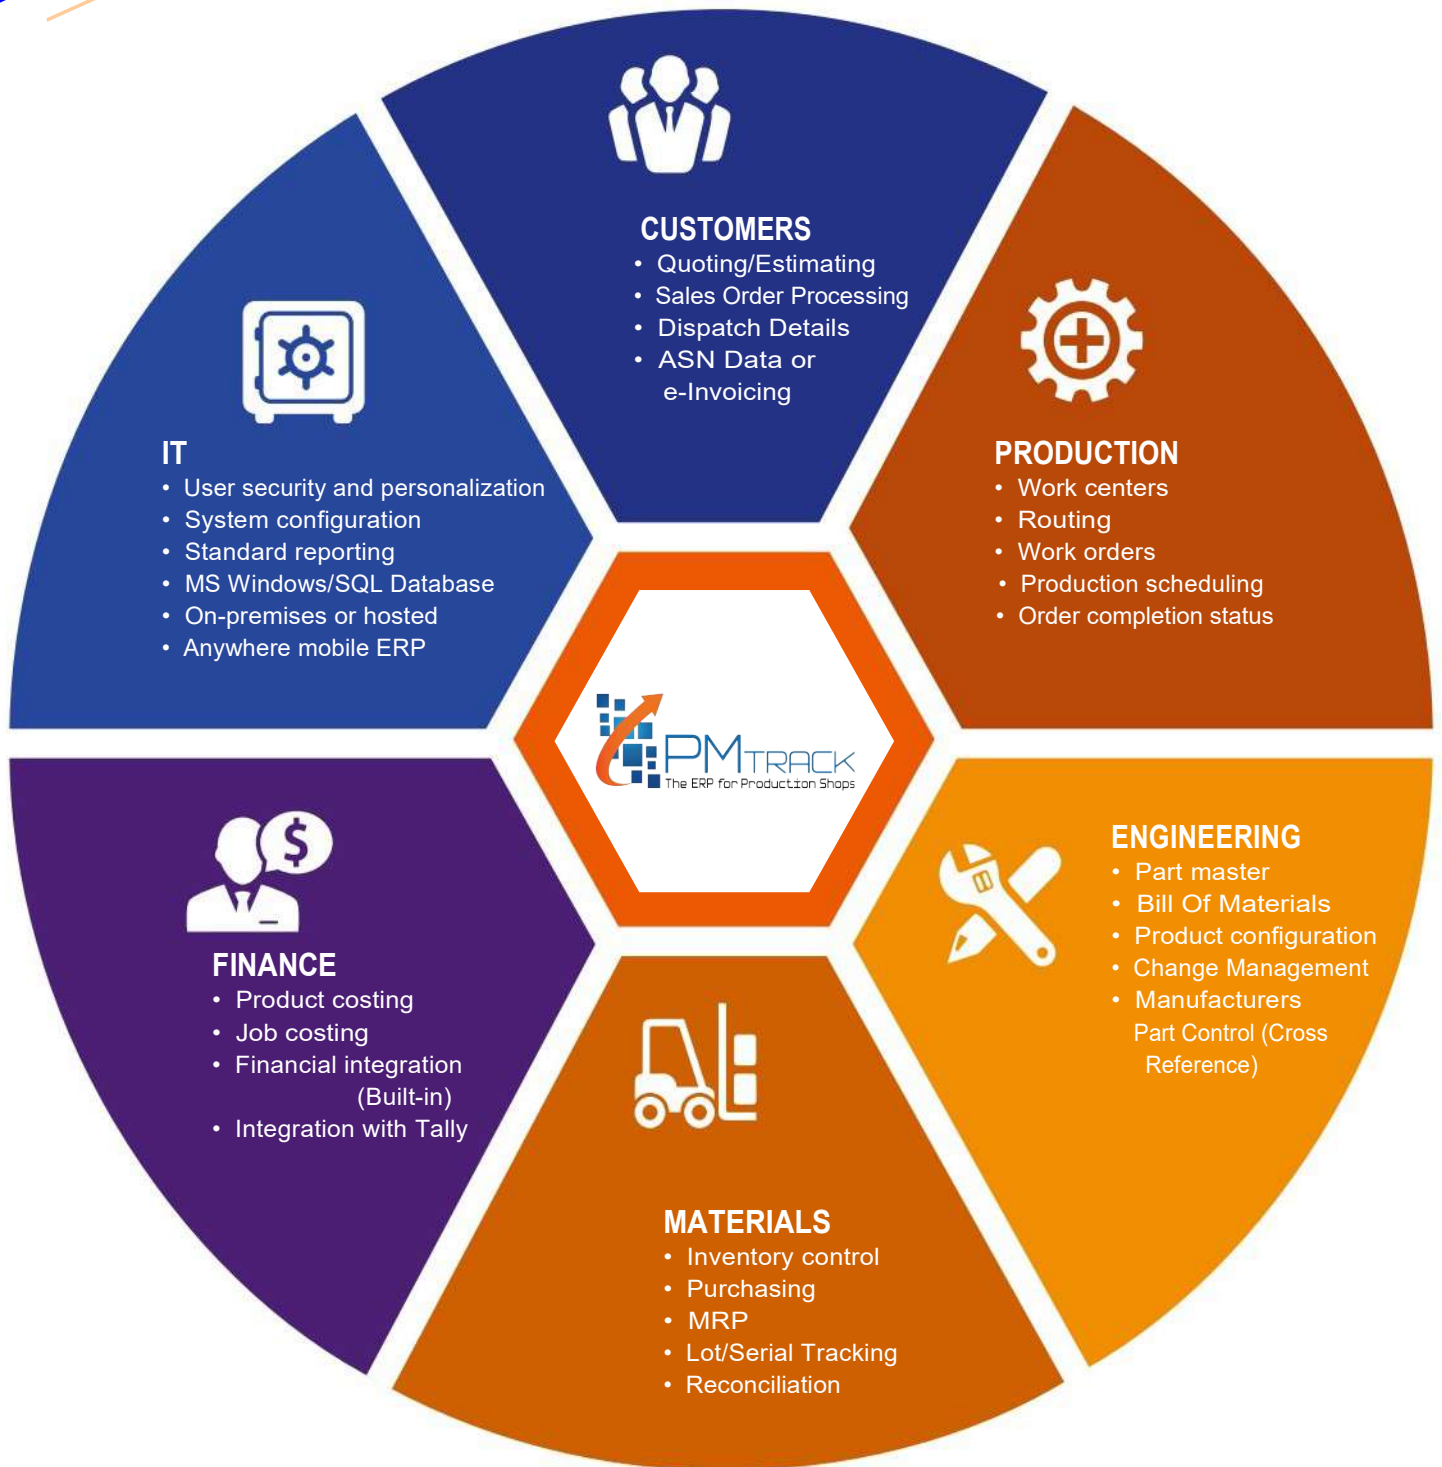 CUSTOMERS
• Quoting/Estimating
• Sales Order Processing
• Dispatch Details
• ASN Data or
e-Invoicing
PRODUCTION
• Work centers
• Routing
• Work orders
• Production scheduling
• Order completion status
ENGINEERING
• Part master
• Bill Of Materials
• Product configuration
• Change Management
• Manufacturers
Part Control (Cross
Reference)
MATERIALS
• Inventory control
• Purchasing
• MRP
• Lot/Serial Tracking
• Reconciliation
$
FINANCE
• Product costing
• Job costing
• Financial integration
(Built-in)
• Integration with Tally
IT
• User security and personalization
• System configuration
• Standard reporting
• MS Windows/SQL Database
• On-premises or hosted
• Anywhere mobile ERP
PMTRACK
The ERP for Production Shops